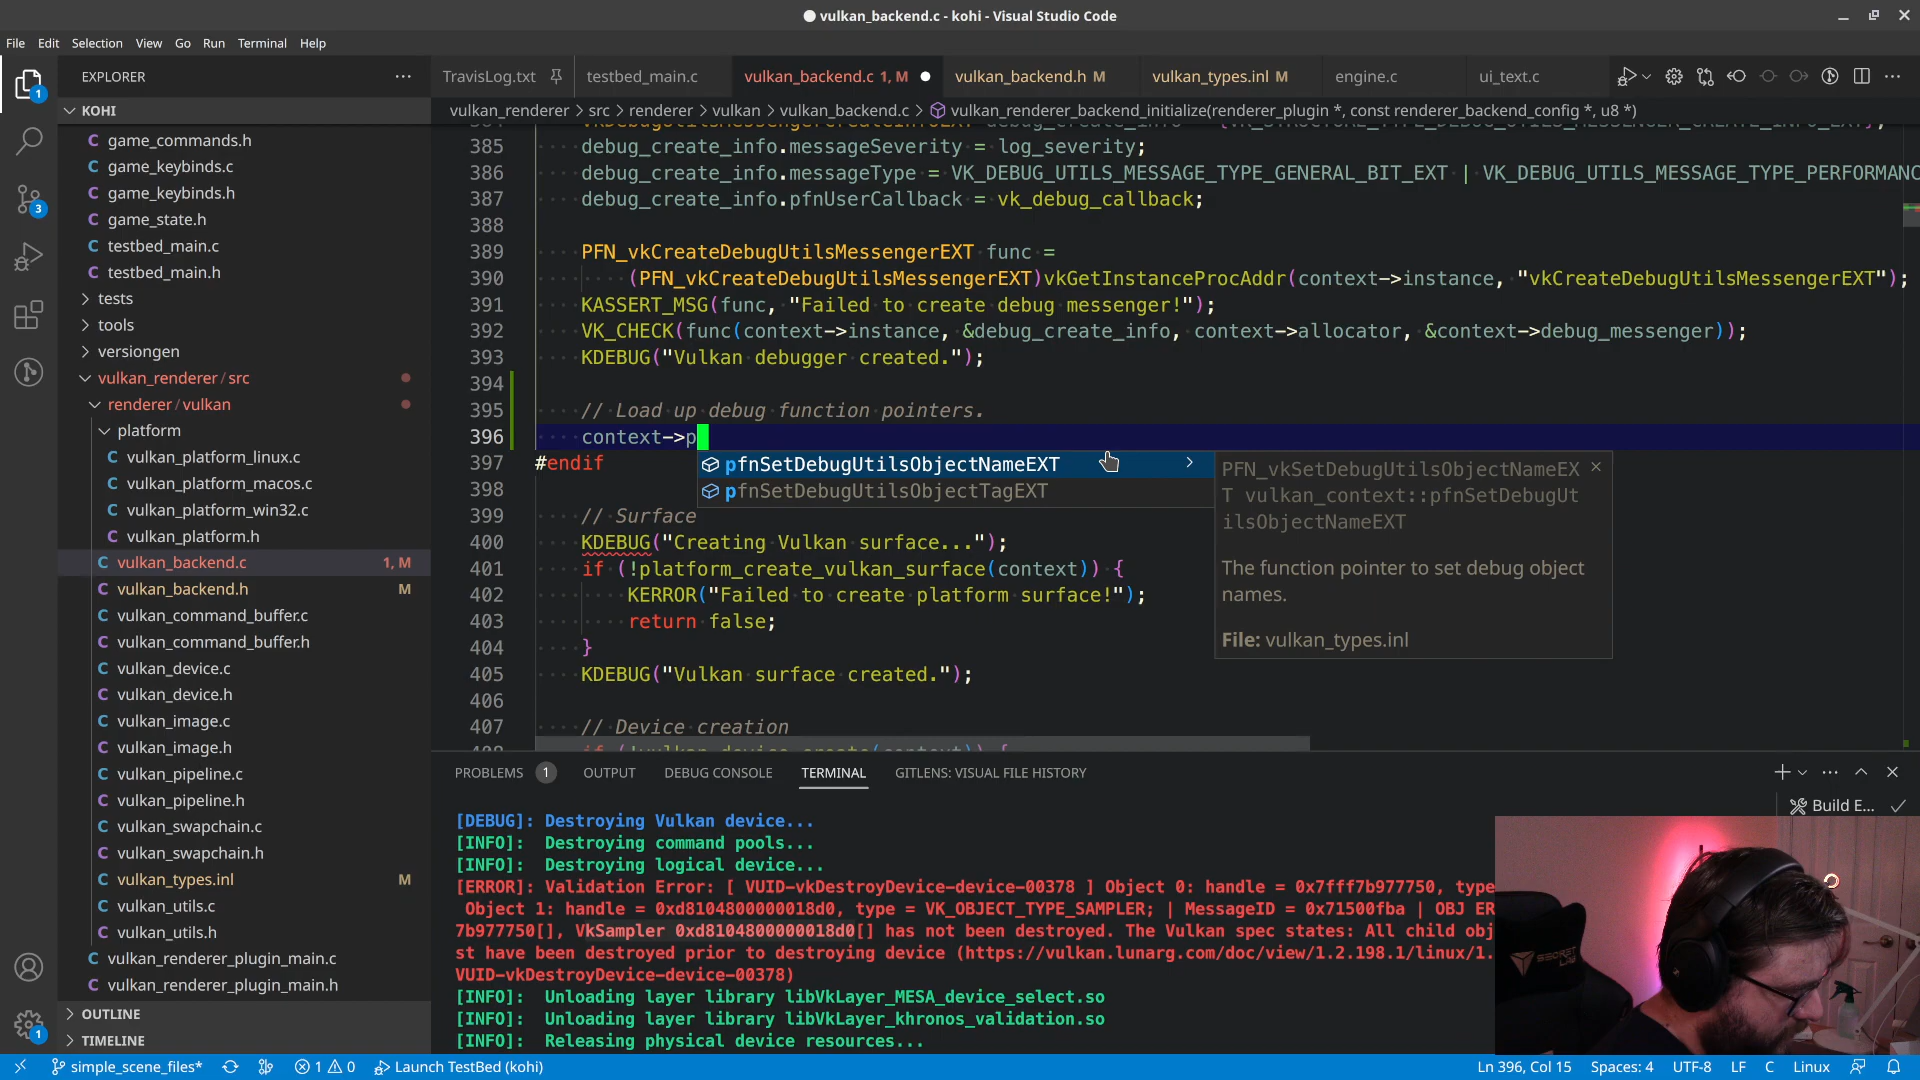 vulkan_backend.c - kohi - Visual Studio Code
File Edit Selection View Go Run Terminal Help
EXPLORER
TravisLog.txt
testbed_main.c
vulkan_backend.c 1, M
vulkan_backend.h M
vulkan_types.inl M
engine.c
ui_text.c
KOHI
vulkan_renderer > src > renderer > vulkan > vulkan_backend.c > vulkan_renderer_backend_initialize(renderer_plugin *, const renderer_backend_config *, u8 *)
game_commands.h
game_keybinds.c
game_keybinds.h
game_state.h
testbed_main.c
testbed_main.h
tests
tools
versiongen
vulkan_renderer / src
renderer / vulkan
platform
vulkan_platform_linux.c
vulkan_platform_macos.c
vulkan_platform_win32.c
vulkan_platform.h
vulkan_backend.c 1, M
vulkan_backend.h M
vulkan_command_buffer.c
vulkan_command_buffer.h
vulkan_device.c
vulkan_device.h
vulkan_image.c
vulkan_image.h
vulkan_pipeline.c
vulkan_pipeline.h
vulkan_swapchain.c
vulkan_swapchain.h
vulkan_types.inl M
vulkan_utils.c
vulkan_utils.h
vulkan_renderer_plugin_main.c
vulkan_renderer_plugin_main.h
OUTLINE
TIMELINE
385 debug_create_info.messageSeverity = log_severity;
386 debug_create_info.messageType = VK_DEBUG_UTILS_MESSAGE_TYPE_GENERAL_BIT_EXT | VK_DEBUG_UTILS_MESSAGE_TYPE_PERFORMANC
387 debug_create_info.pfnUserCallback = vk_debug_callback;
388
389 PFN_vkCreateDebugUtilsMessengerEXT func =
390 (PFN_vkCreateDebugUtilsMessengerEXT)vkGetInstanceProcAddr(context->instance, "vkCreateDebugUtilsMessengerEXT");
391 KASSERT_MSG(func, "Failed to create debug messenger!");
392 VK_CHECK(func(context->instance, &debug_create_info, context->allocator, &context->debug_messenger));
393 KDEBUG("Vulkan debugger created.");
394
395 // Load up debug function pointers.
396 context->p
397 #endif
398
399 // Surface
400 KDEBUG("Creating Vulkan surface...");
401 if (!platform_create_vulkan_surface(context)) {
402 KERROR("Failed to create platform surface!");
403 return false;
404 }
405 KDEBUG("Vulkan surface created.");
406
407 // Device creation
pfnSetDebugUtilsObjectNameEXT
pfnSetDebugUtilsObjectTagEXT
PFN_vkSetDebugUtilsObjectNameEX
T vulkan_context::pfnSetDebugUt
ilsObjectNameEXT
The function pointer to set debug object
names.
File: vulkan_types.inl
PROBLEMS 1 OUTPUT DEBUG CONSOLE TERMINAL GITLENS: VISUAL FILE HISTORY
Build E...
[DEBUG]: Destroying Vulkan device...
[INFO]: Destroying command pools...
[INFO]: Destroying logical device...
[ERROR]: Validation Error: [ VUID-vkDestroyDevice-device-00378 ] Object 0: handle = 0x7fff7b977750, type
Object 1: handle = 0xd8104800000018d0, type = VK_OBJECT_TYPE_SAMPLER; | MessageID = 0x71500fba | OBJ ER
7b977750[], VkSampler 0xd8104800000018d0[] has not been destroyed. The Vulkan spec states: All child obj
st have been destroyed prior to destroying device (https://vulkan.lunarg.com/doc/view/1.2.198.1/linux/1.
VUID-vkDestroyDevice-device-00378)
[INFO]: Unloading layer library libVkLayer_MESA_device_select.so
[INFO]: Unloading layer library libVkLayer_khronos_validation.so
[INFO]: Releasing physical device resources...
simple_scene_files* 1 0 Launch TestBed (kohi)
Ln 396, Col 15 Spaces: 4 UTF-8 LF C Linux